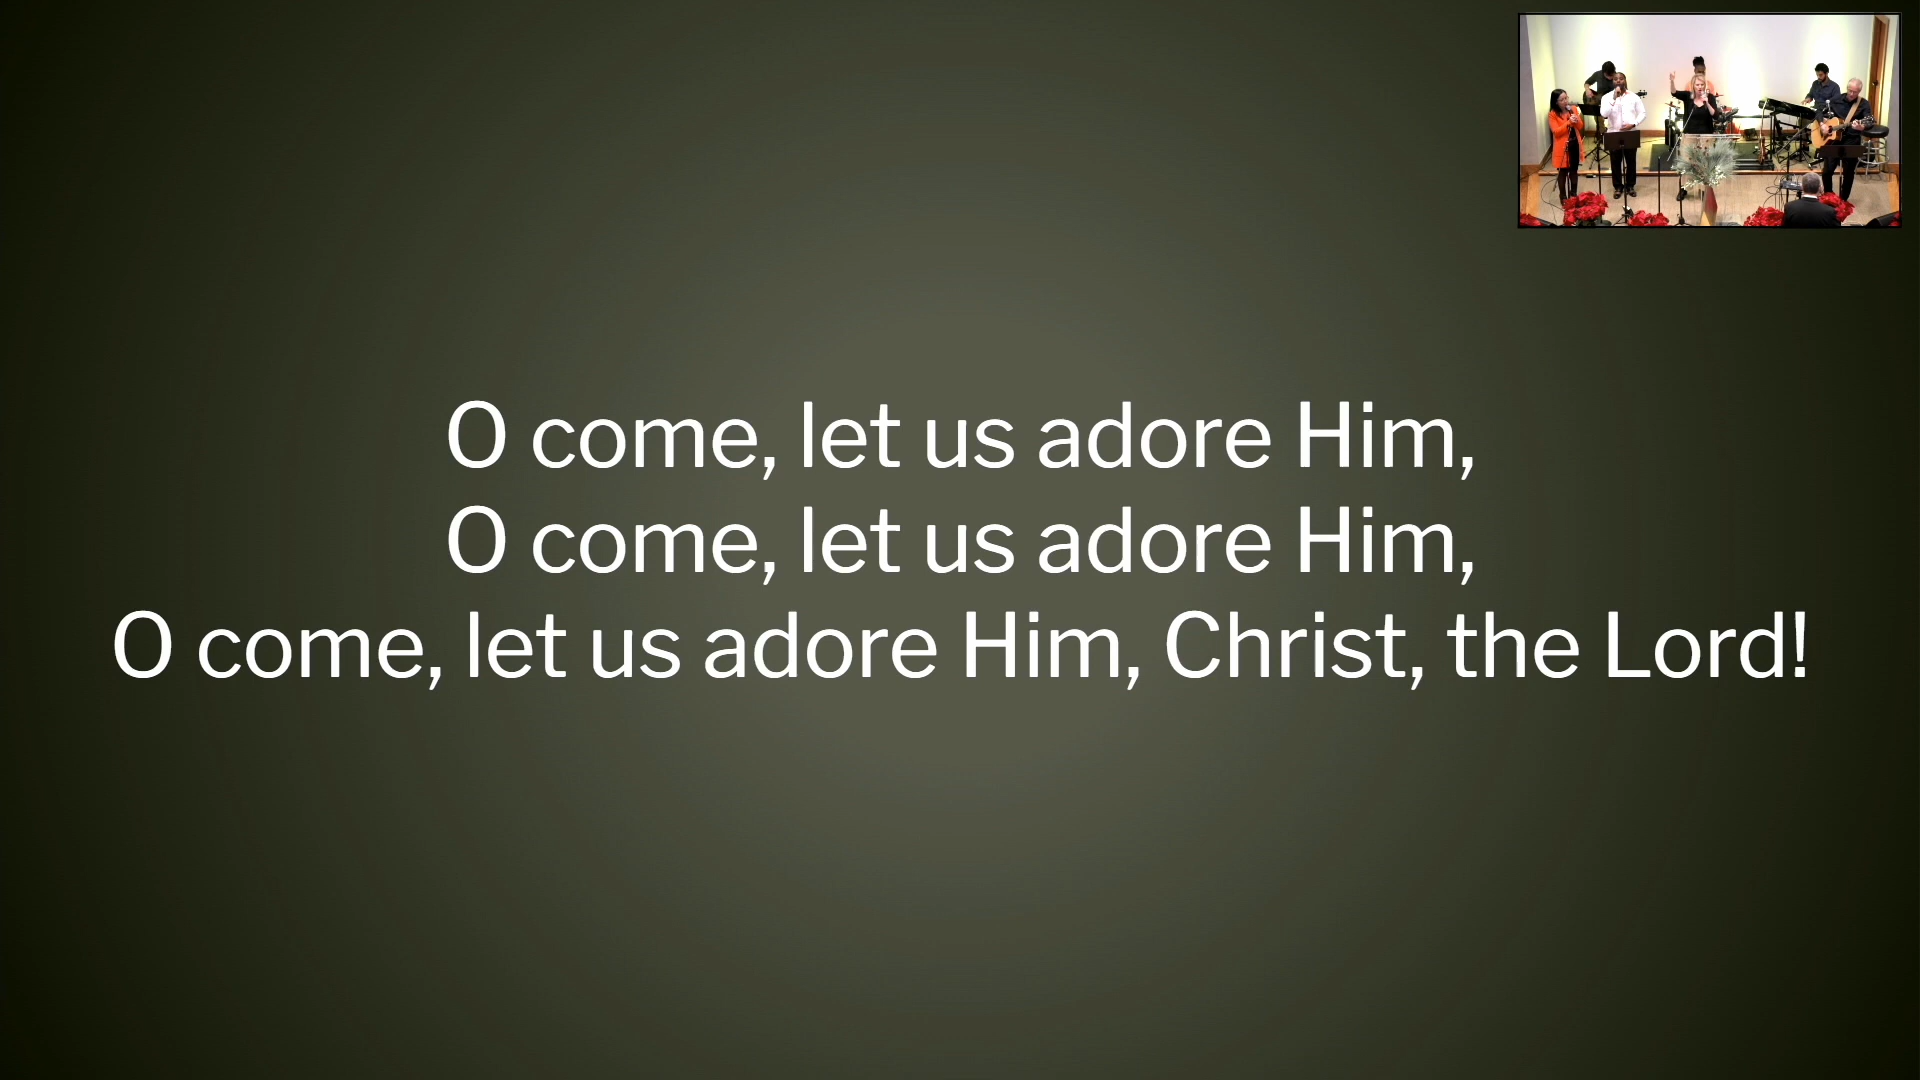 O come, let us adore Him,
O come, let us adore Him,
O come, let us adore Him, Christ, the Lord!